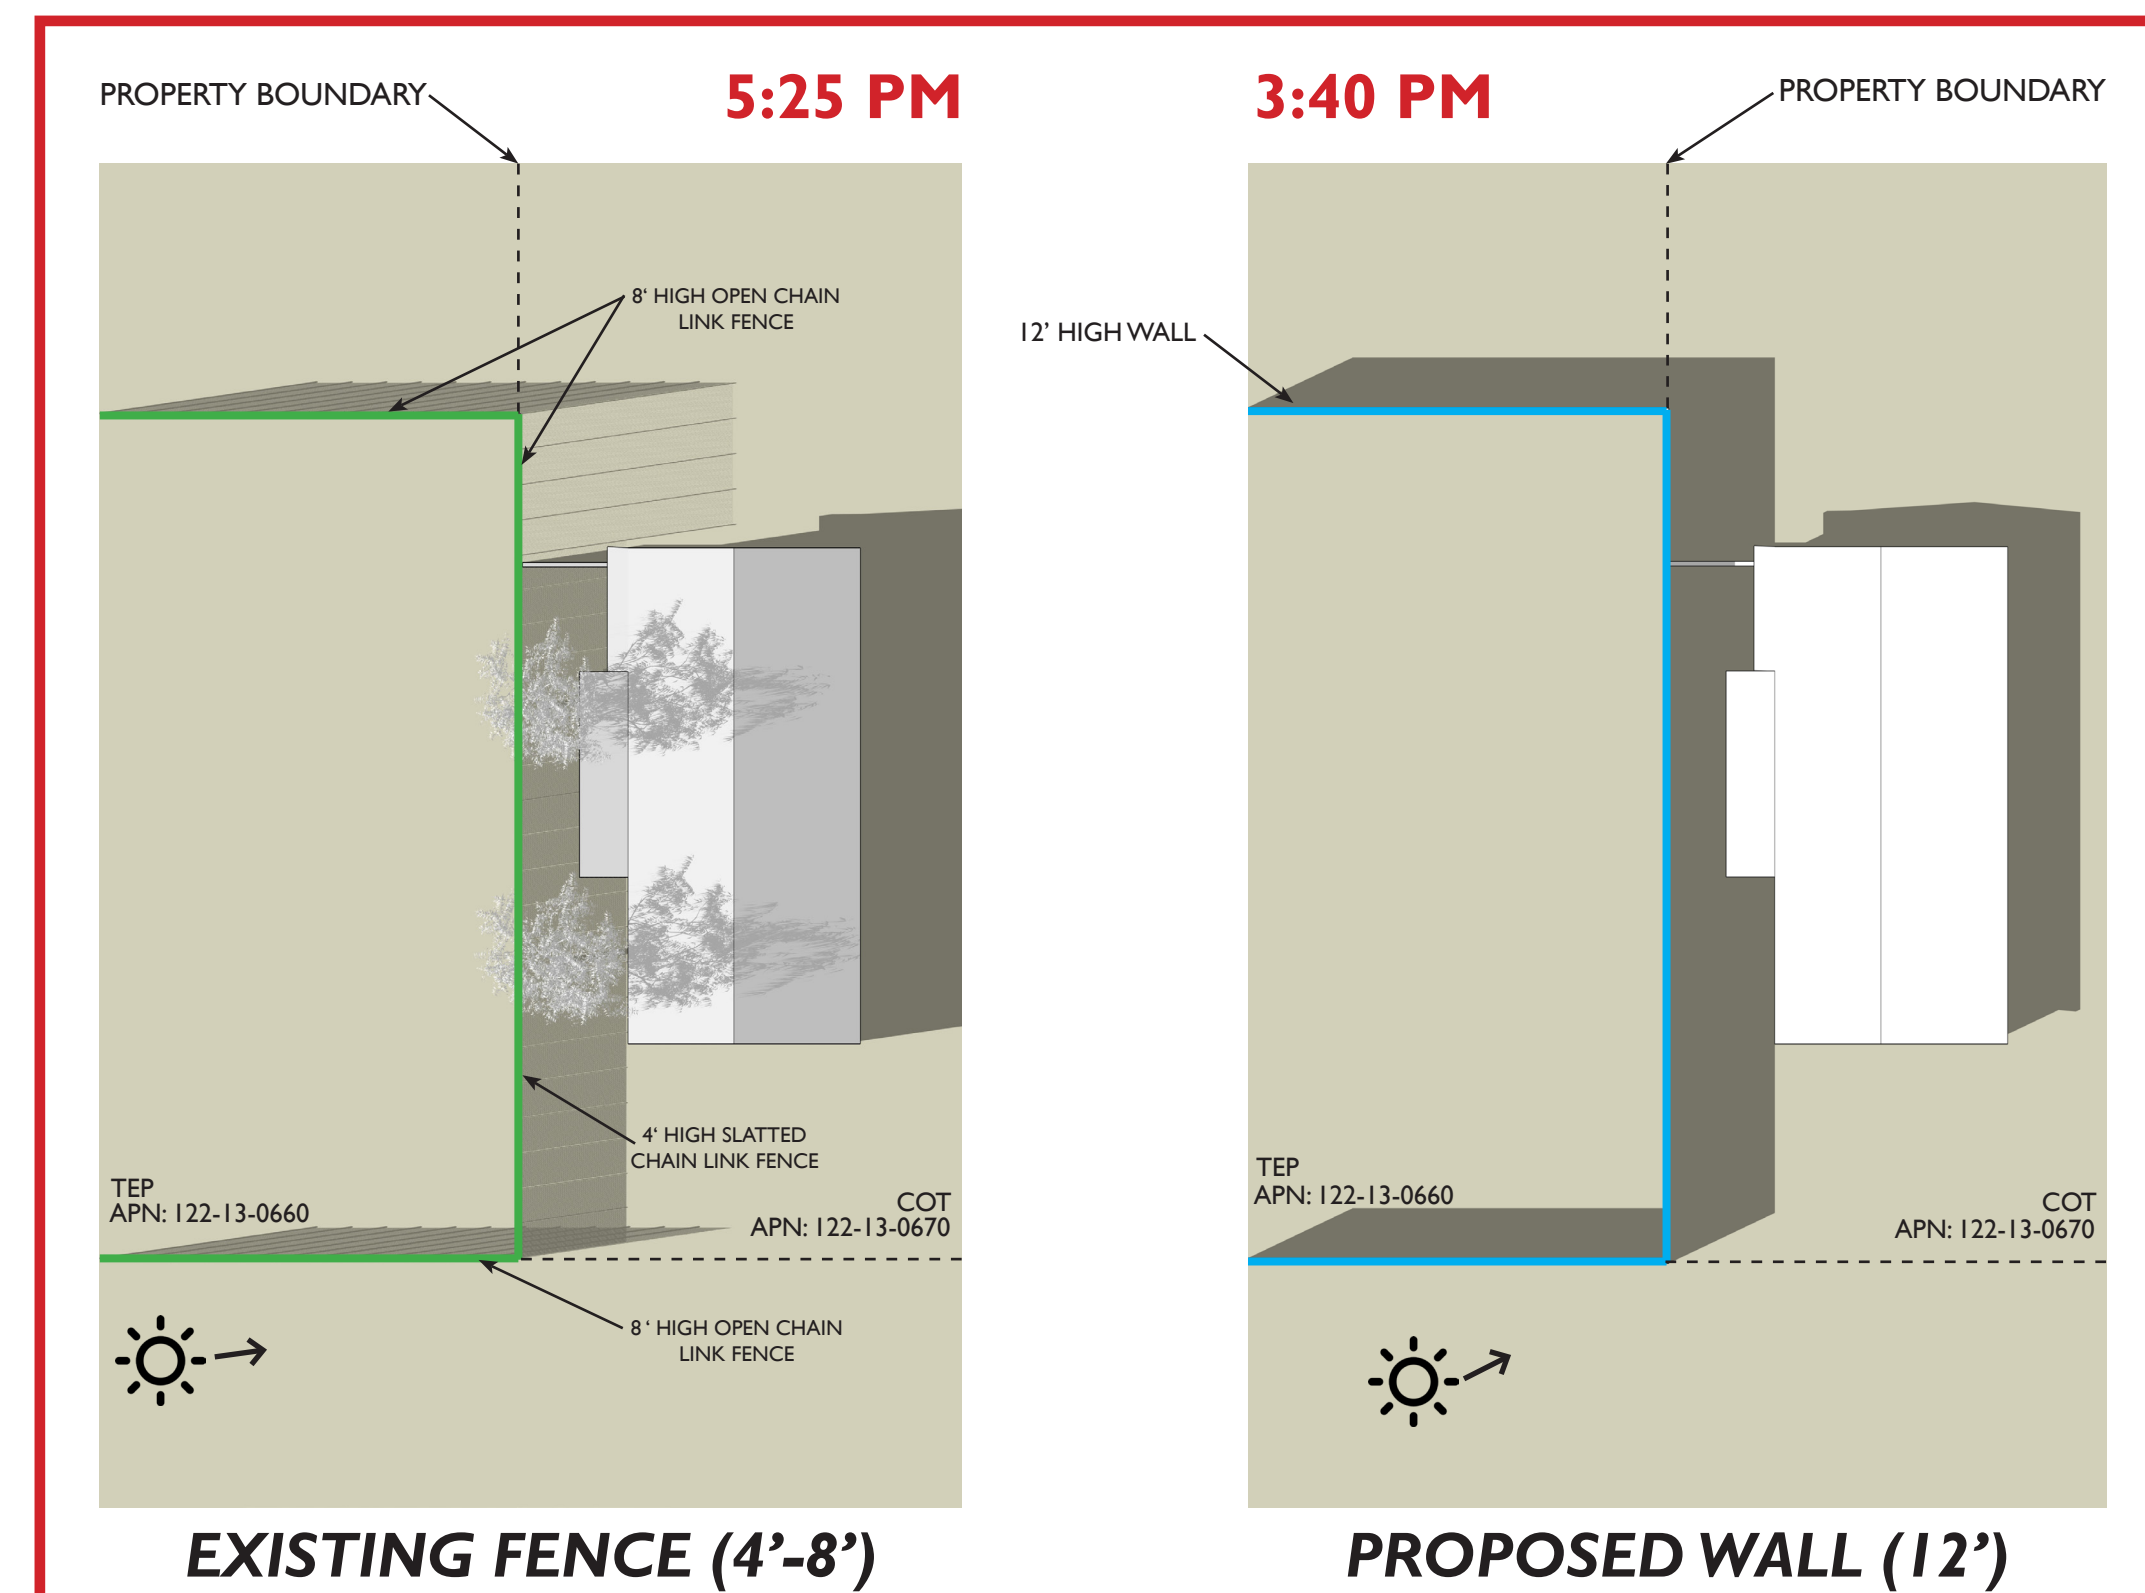 PROPERTY BOUNDARY
5:25 PM
8‘ HIGH OPEN CHAIN
LINK FENCE
4‘ HIGH SLATTED
CHAIN LINK FENCE
TEP
APN: 122-13-0660
COT
APN: 122-13-0670
8 ‘ HIGH OPEN CHAIN
LINK FENCE
EXISTING FENCE (4’-8’)
3:40 PM
PROPERTY BOUNDARY
12’ HIGH WALL
TEP
APN: 122-13-0660
COT
APN: 122-13-0670
PROPOSED WALL (12’)